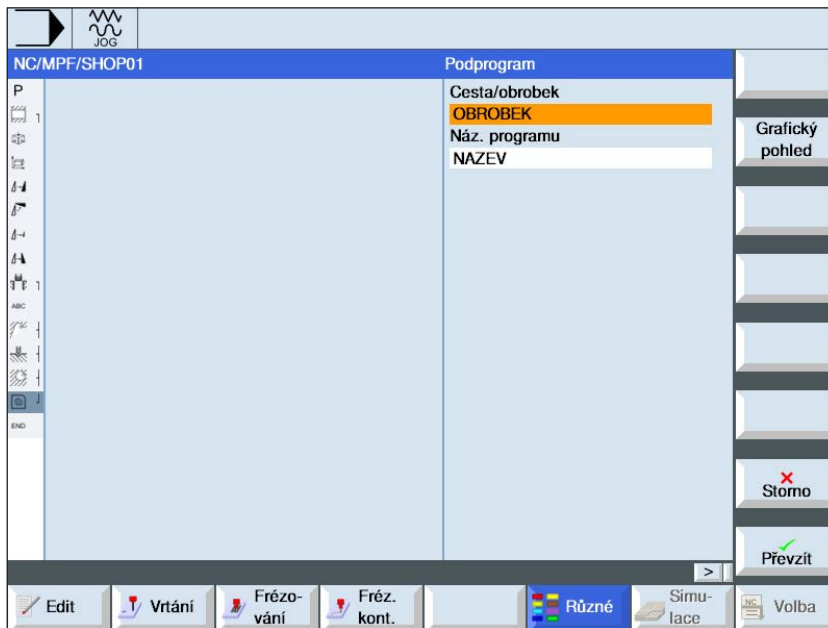 JOG
NC/MPF/SHOP01
Podprogram
P
Cesta/obrobek
OBROBEK
Náz. programu
NAZEV
ABC
END
Grafický
pohled
Storno
Převzít
>
Edit
Vrtání
Frézo-
vání
Fréz.
kont.
Různé
Simu-
lace
NC
Volba